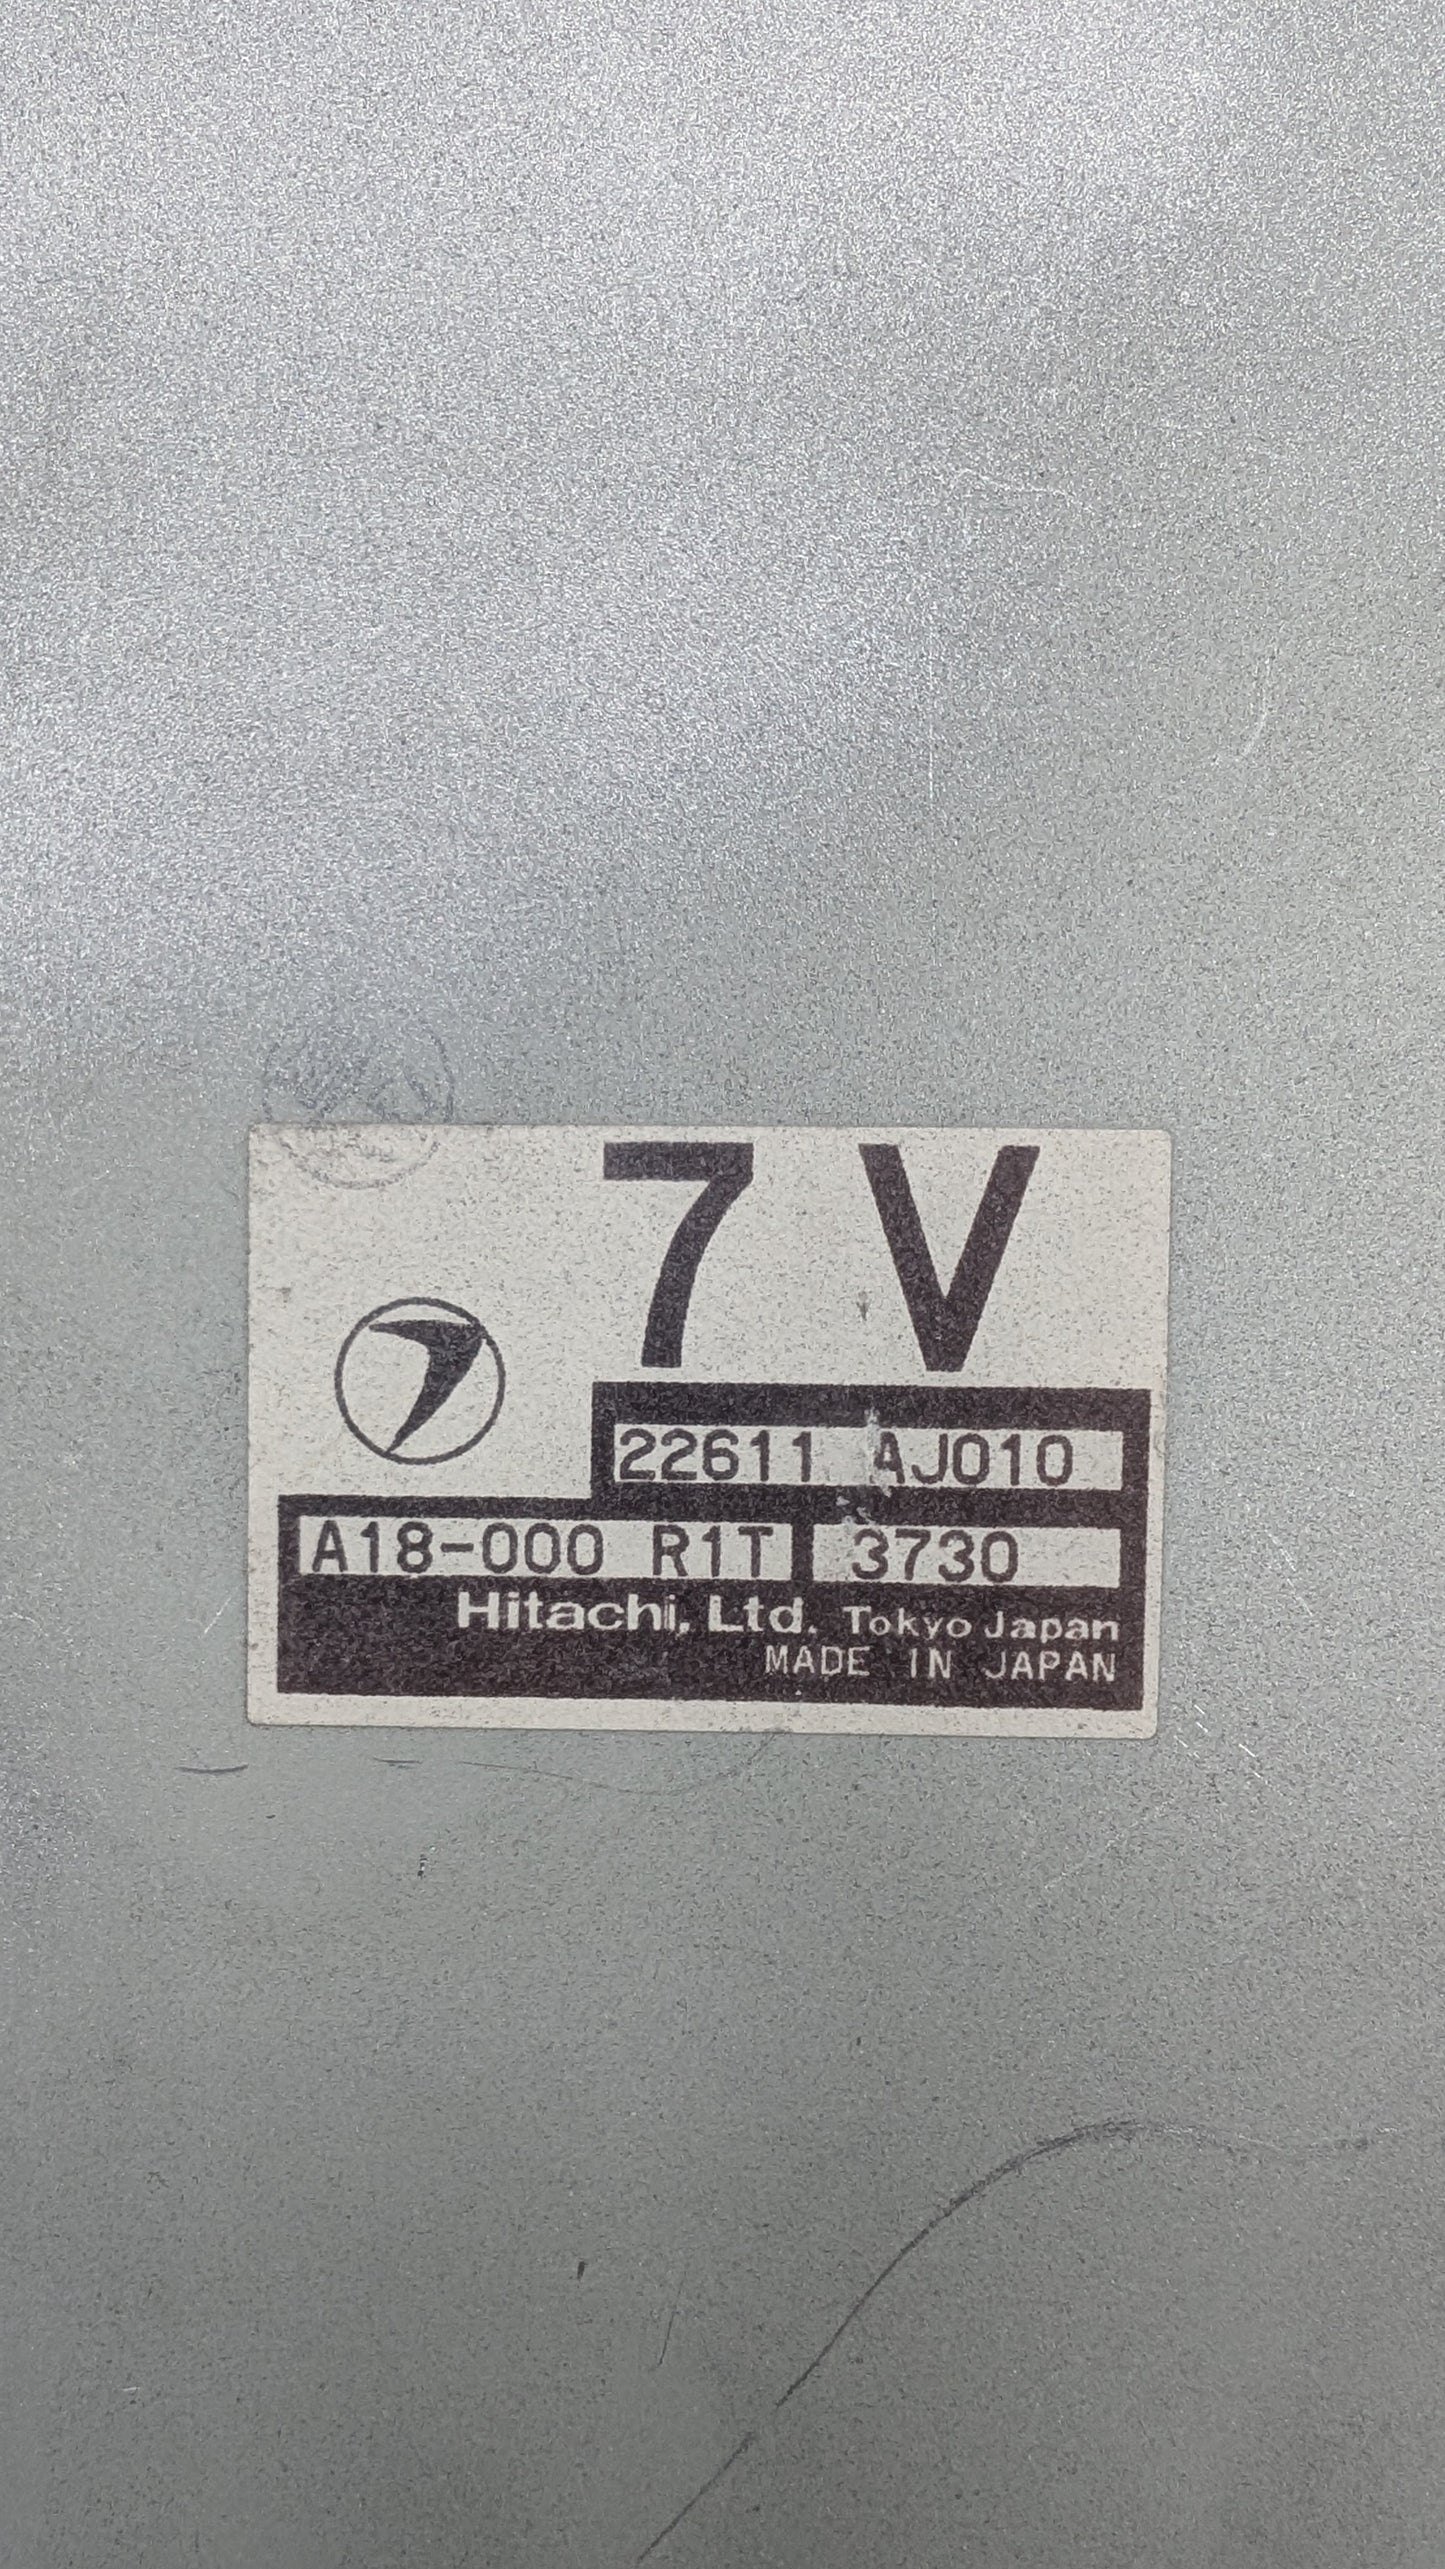 7 V
22611 AJ010
A18-000 R1T 3730
Hitachi, Ltd. Tokyo Japan
MADE IN JAPAN